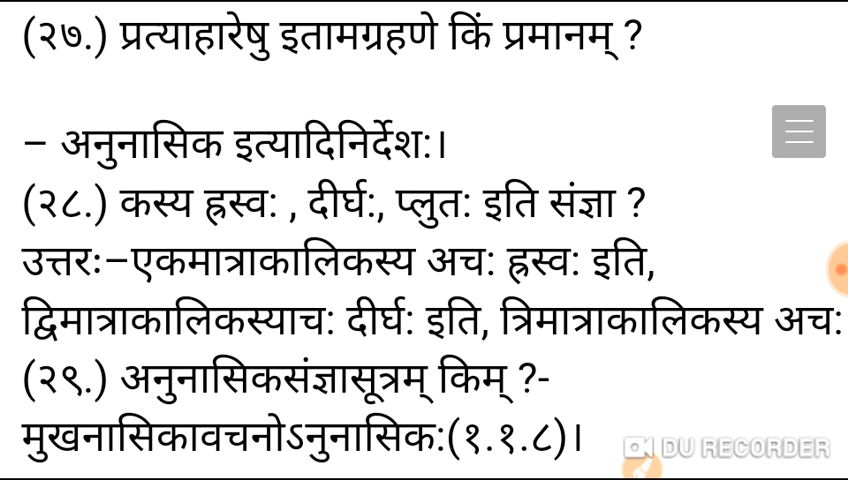 (२७.) प्रत्याहारेषु इतामग्रहणे किं प्रमानम् ?
– अनुनासिक इत्यादिनिर्देश:।
(२८.) कस्य ह्रस्व: , दीर्घ:, प्लुत: इति संज्ञा ?
उत्तरः–एकमात्राकालिकस्य अच: ह्रस्व: इति,
द्विमात्राकालिकस्याच: दीर्घ: इति, त्रिमात्राकालिकस्य अच:
(२९.) अनुनासिकसंज्ञासूत्रम् किम् ?-
मुखनासिकावचनोऽनुनासिक:(१.१.८)।
DU RECORDER